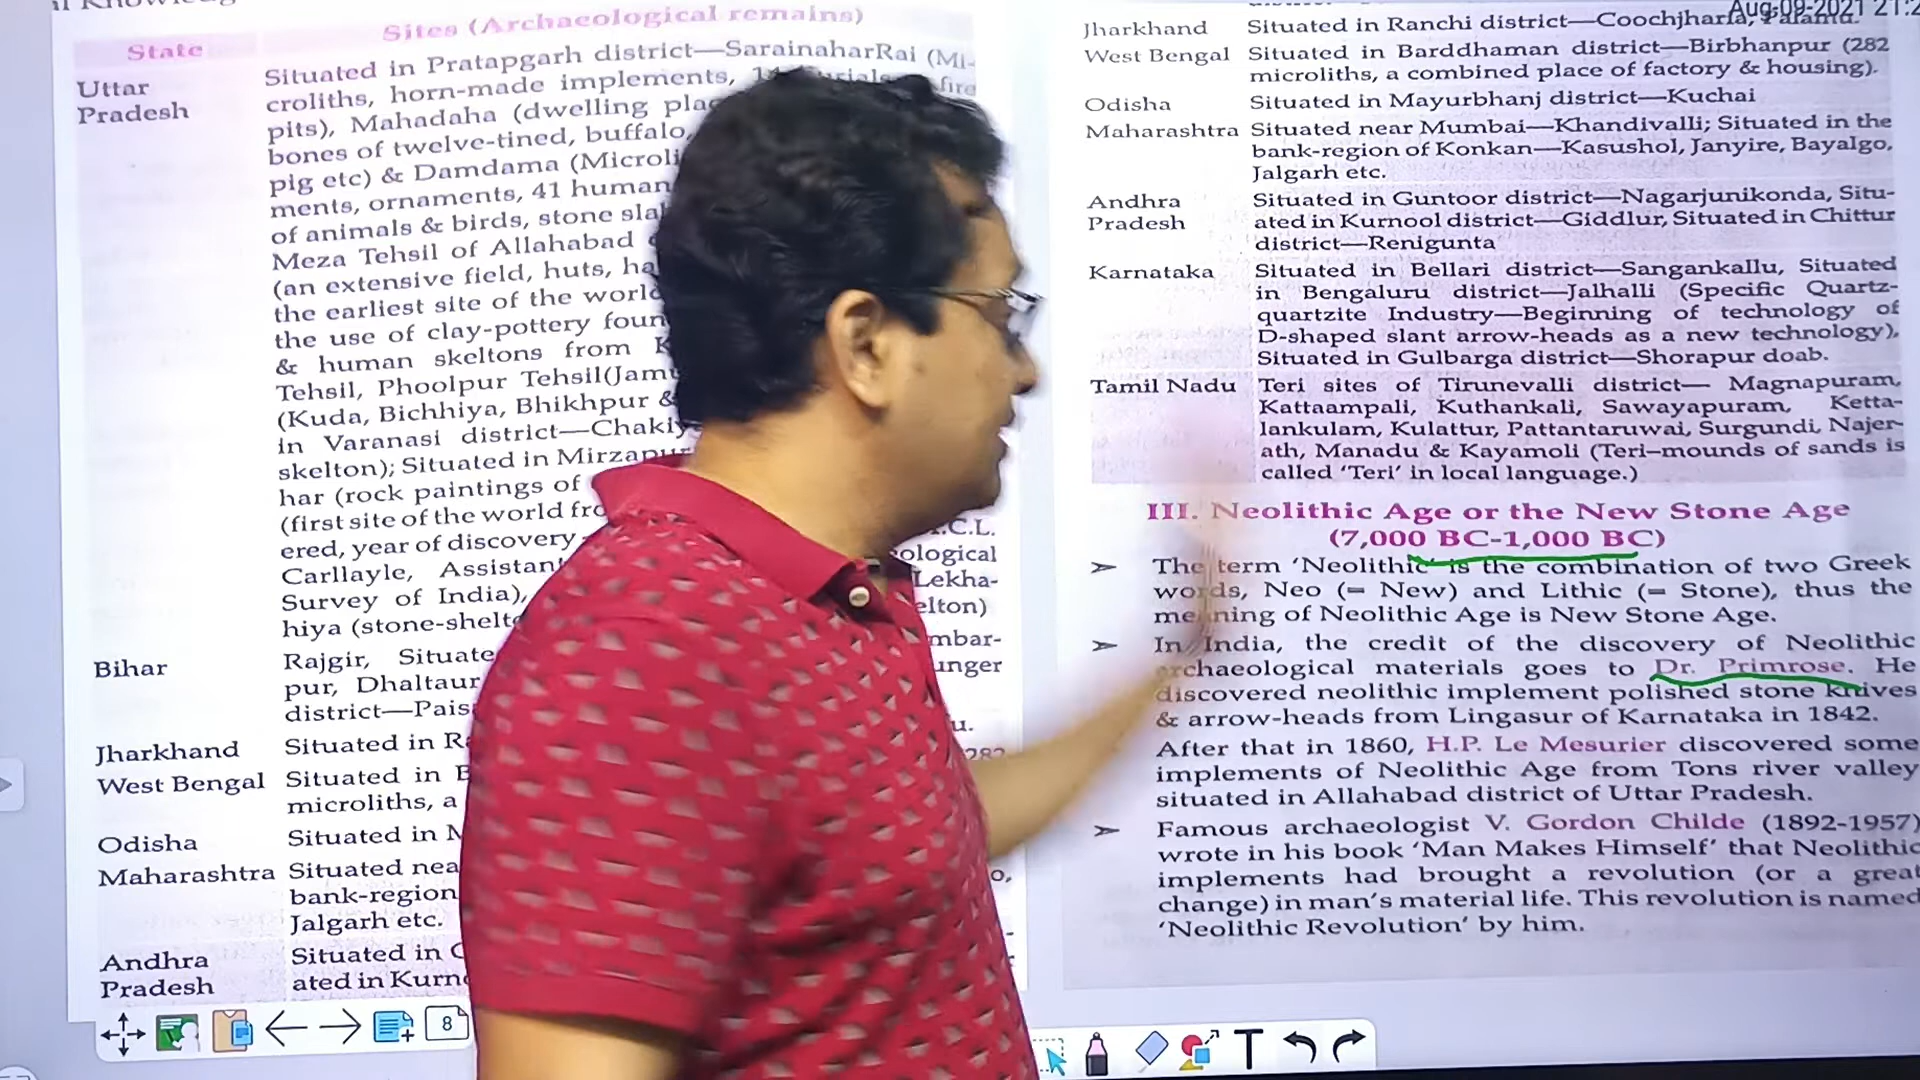 Sites (Archaeological remains)
State
Uttar
Pradesh
Situated in Pratapgarh district—SarainaharRai (Mi-
croliths, horn-made implements, 14 fire
pits), Mahadaha (dwelling
bones of twelve-tined, buffalo,
pig etc) & Damdama
ments, ornaments, 41 human
of animals & birds, stone
Meza Tehsil of Allahabad
(an extensive field, huts,
the earliest site of the world
the use of clay-pottery
& human skeltons from
Tehsil, Phoolpur
(Kuda, Bichhiya, Bhikhpur &
in Varanasi district—
skelton); Situated in
har (rock paintings of
(first site of the world
ered, year of discovery
Carllayle,
Survey of India),
hiya
Bihar
Rajgir,
pur,
district—
Jharkhand
Situated in
West Bengal
Situated in
microliths, a
Odisha
Situated in
Maharashtra
Situated
bank-region
Jalgarh etc.
Andhra
Pradesh
Situated in
ated in
8
Aug-09-2021 21:2
Jharkhand
Situated in Ranchi district—Coochjharia, Palamu.
West Bengal
Situated in Barddhaman district—Birbhanpur (282
microliths, a combined place of factory & housing).
Odisha
Situated in Mayurbhanj district—Kuchai
Maharashtra
Situated near Mumbai—Khandivalli; Situated in the
bank-region of Konkan—Kasushol, Janyire, Bayalgo,
Jalgarh etc.
Andhra
Pradesh
Situated in Guntoor district—Nagarjunikonda, Situ-
ated in Kurnool district—Giddlur, Situated in Chittur
district—Renigunta
Karnataka
Situated in Bellari district—Sangankallu, Situated
in Bengaluru district—Jalhalli (Specific Quartz-
quartzite Industry—Beginning of technology of
D-shaped slant arrow-heads as a new technology),
Situated in Gulbarga district—Shorapur doab.
Tamil Nadu
Teri sites of Tirunevalli district— Magnapuram,
Kattaampali, Kuthankali, Sawayapuram, Ketta-
lankulam, Kulattur, Pattantaruwai, Surgundi, Najer-
ath, Manadu & Kayamoli (Teri—mounds of sands is
called ‘Teri’ in local language.)
III. Neolithic Age or the New Stone Age
(7,000 BC-1,000 BC)
➢ The term ‘Neolithic’ is the combination of two Greek
words, Neo (= New) and Lithic (= Stone), thus the
meaning of Neolithic Age is New Stone Age.
➢ In India, the credit of the discovery of Neolithic
archaeological materials goes to Dr. Primrose. He
discovered neolithic implement polished stone knives
& arrow-heads from Lingasur of Karnataka in 1842.
After that in 1860, H.P. Le Mesurier discovered some
implements of Neolithic Age from Tons river valley
situated in Allahabad district of Uttar Pradesh.
➢ Famous archaeologist V. Gordon Childe (1892-1957)
wrote in his book ‘Man Makes Himself’ that Neolithic
implements had brought a revolution (or a great
change) in man’s material life. This revolution is named
‘Neolithic Revolution’ by him.